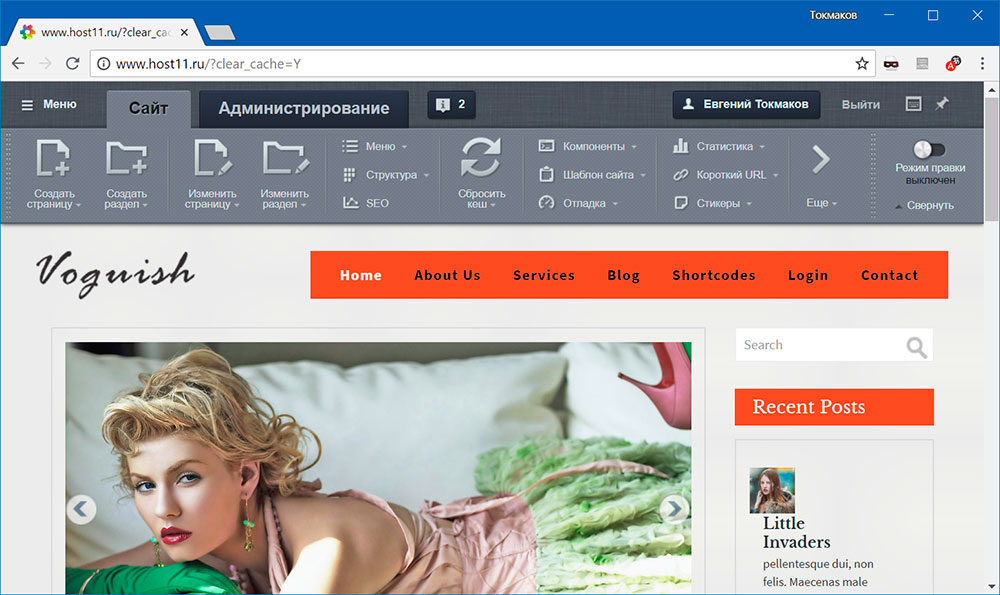 Токмаков
www.host11.ru/?clear_cac
www.host11.ru/?clear_cache=Y
Меню
Сайт
Администрирование
2
Евгений Токмаков
Выйти
Создать страницу
Создать раздел
Изменить страницу
Изменить раздел
Меню
Структура
SEO
Сбросить кеш
Компоненты
Шаблон сайта
Отладка
Статистика
Короткий URL
Стикеры
Еще
Режим правки
выключен
Свернуть
Voguish
Home About Us Services Blog Shortcodes Login Contact
Search
Recent Posts
Little
Invaders
pellentesque dui, non
felis. Maecenas male